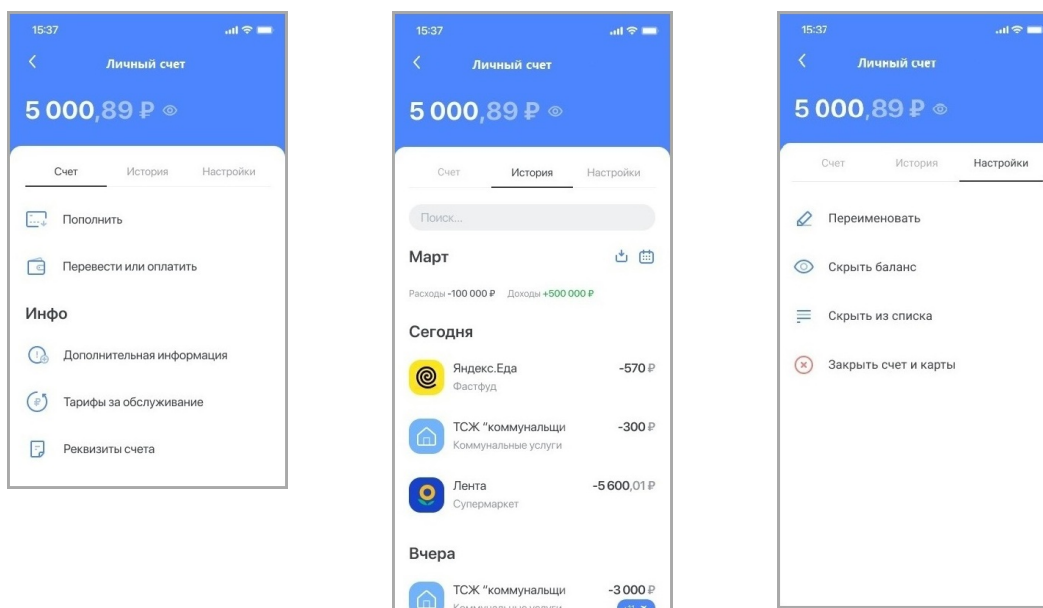 15:37
Личный счет
5 000,89 ₽
Счет История Настройки
Пополнить
Перевести или оплатить
Инфо
Дополнительная информация
Тарифы за обслуживание
Реквизиты счета
15:37
Личный счет
5 000,89 ₽
Счет История Настройки
Поиск...
Март
Расходы -100 000 ₽ Доходы +500 000 ₽
Сегодня
Яндекс.Еда -570 ₽
Фастфуд
ТСЖ "коммунальщи -300 ₽
Коммунальные услуги
Лента -5 600,01 ₽
Супермаркет
Вчера
ТСЖ "коммунальщи -3 000 ₽
Коммунальные услуги
15:37
Личный счет
5 000,89 ₽
Счет История Настройки
Переименовать
Скрыть баланс
Скрыть из списка
Закрыть счет и карты